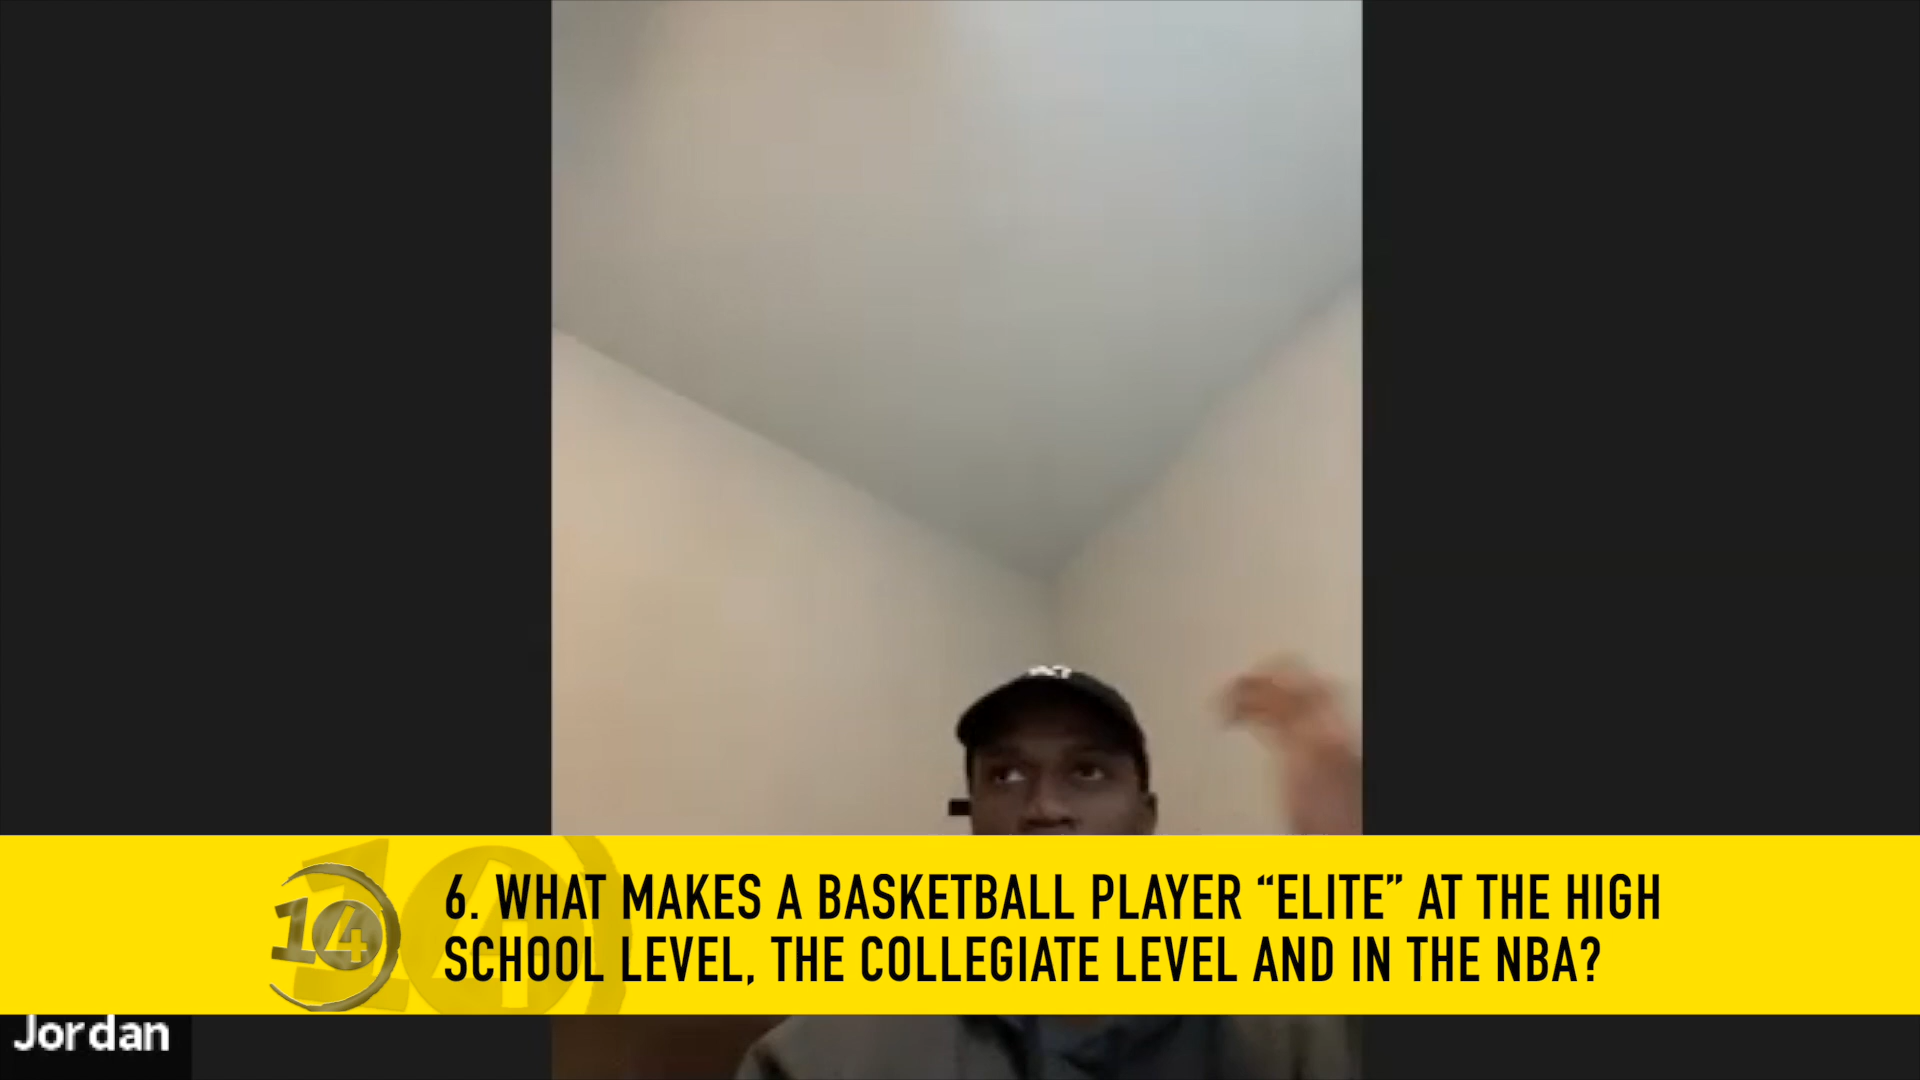 14
6. WHAT MAKES A BASKETBALL PLAYER “ELITE” AT THE HIGH
SCHOOL LEVEL, THE COLLEGIATE LEVEL AND IN THE NBA?
Jordan